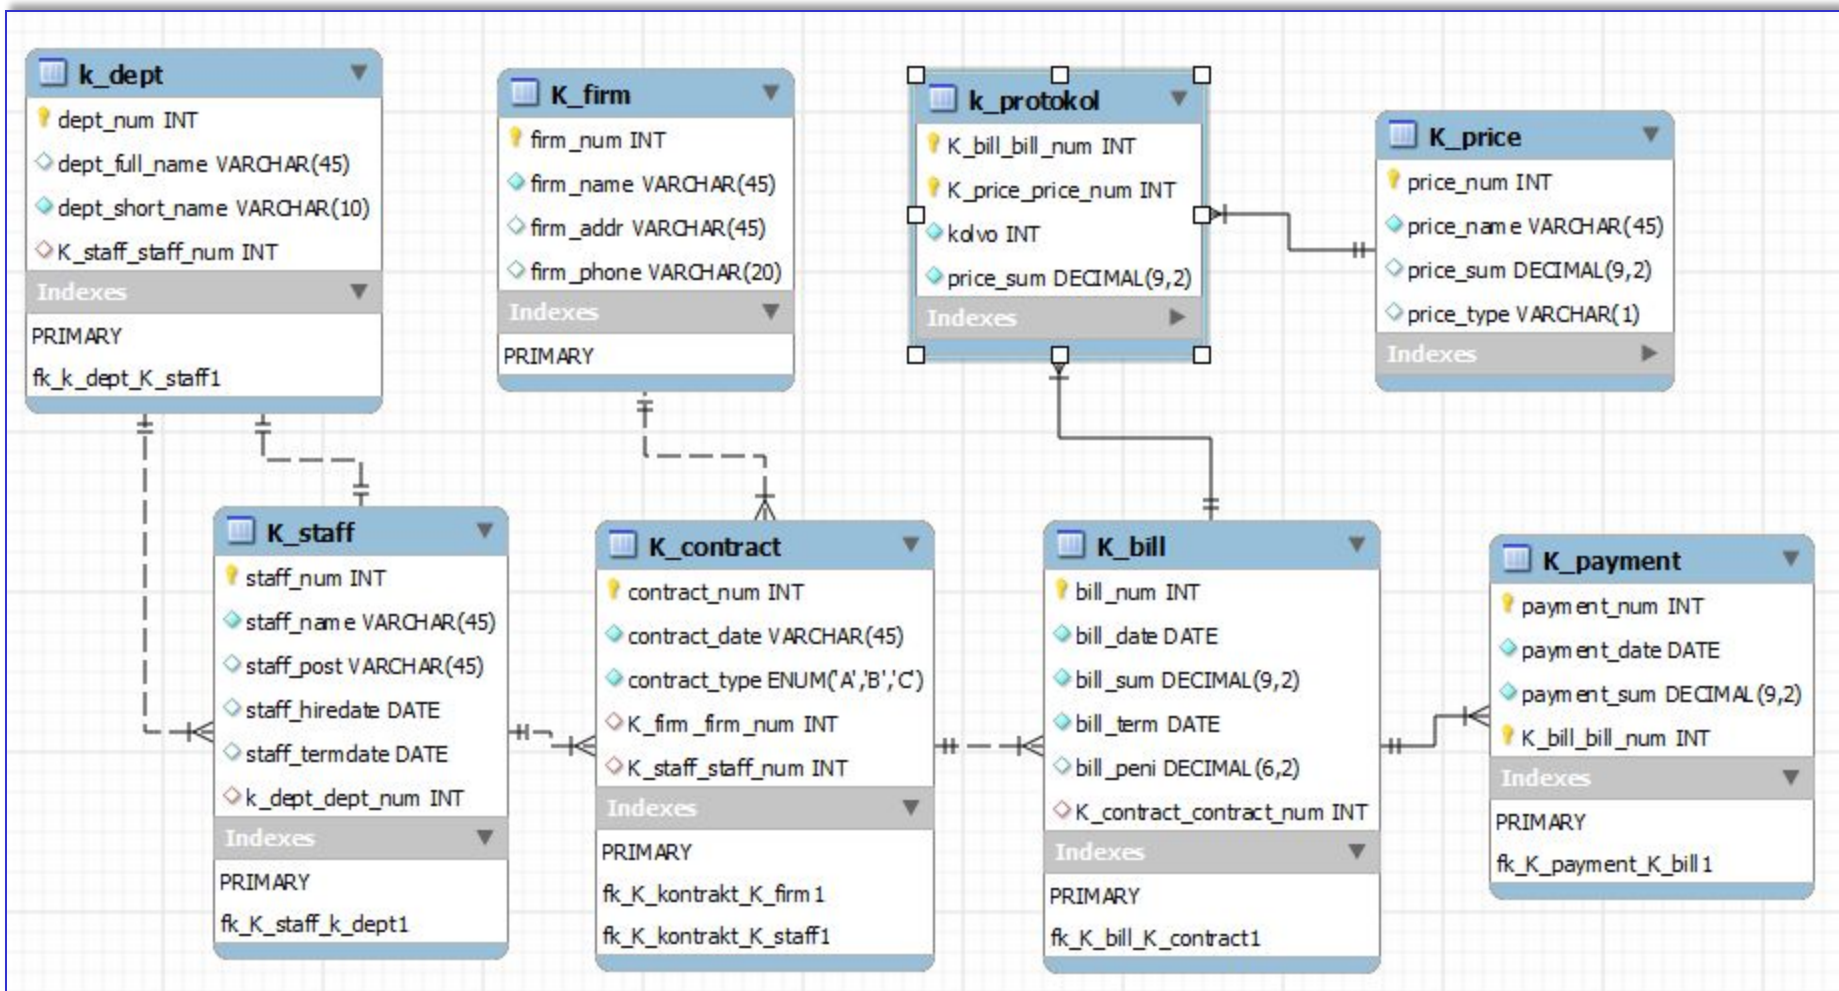 k_dept
dept_num INT
dept_full_name VARCHAR(45)
dept_short_name VARCHAR(10)
K_staff_staff_num INT
Indexes
PRIMARY
fk_k_dept_K_staff1
K_firm
firm_num INT
firm_name VARCHAR(45)
firm_addr VARCHAR(45)
firm_phone VARCHAR(20)
Indexes
PRIMARY
k_protokol
K_bill_bill_num INT
K_price_price_num INT
kolvo INT
price_sum DECIMAL(9,2)
Indexes
K_price
price_num INT
price_name VARCHAR(45)
price_sum DECIMAL(9,2)
price_type VARCHAR(1)
Indexes
K_staff
staff_num INT
staff_name VARCHAR(45)
staff_post VARCHAR(45)
staff_hiredate DATE
staff_termdate DATE
k_dept_dept_num INT
Indexes
PRIMARY
fk_K_staff_k_dept1
K_contract
contract_num INT
contract_date VARCHAR(45)
contract_type ENUM('A','B','C')
K_firm_firm_num INT
K_staff_staff_num INT
Indexes
PRIMARY
fk_K_kontrakt_K_firm1
fk_K_kontrakt_K_staff1
K_bill
bill_num INT
bill_date DATE
bill_sum DECIMAL(9,2)
bill_term DATE
bill_peni DECIMAL(6,2)
K_contract_contract_num INT
Indexes
PRIMARY
fk_K_bill_K_contract1
K_payment
payment_num INT
payment_date DATE
payment_sum DECIMAL(9,2)
K_bill_bill_num INT
Indexes
PRIMARY
fk_K_payment_K_bill1